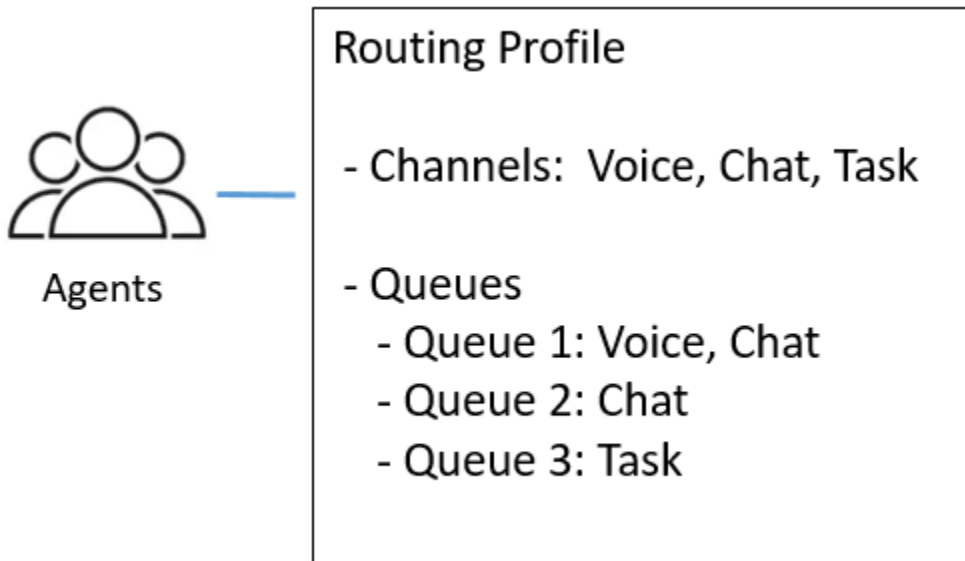 Routing Profile
- Channels:  Voice, Chat, Task
Agents
- Queues
- Queue 1: Voice, Chat
- Queue 2: Chat
- Queue 3: Task